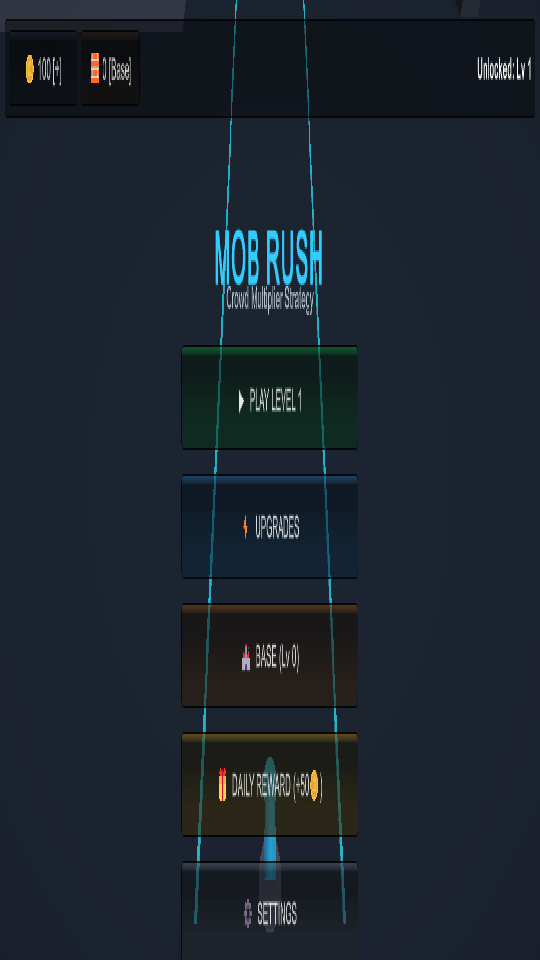 100 [+] 0 [Base] Unlocked: Lv 1
MOB RUSH
Crowd Multiplier Strategy
▶ PLAY LEVEL 1
⚡ UPGRADES
🏰 BASE (Lv 0)
🎁 DAILY REWARD (+50🪙)
⚙ SETTINGS